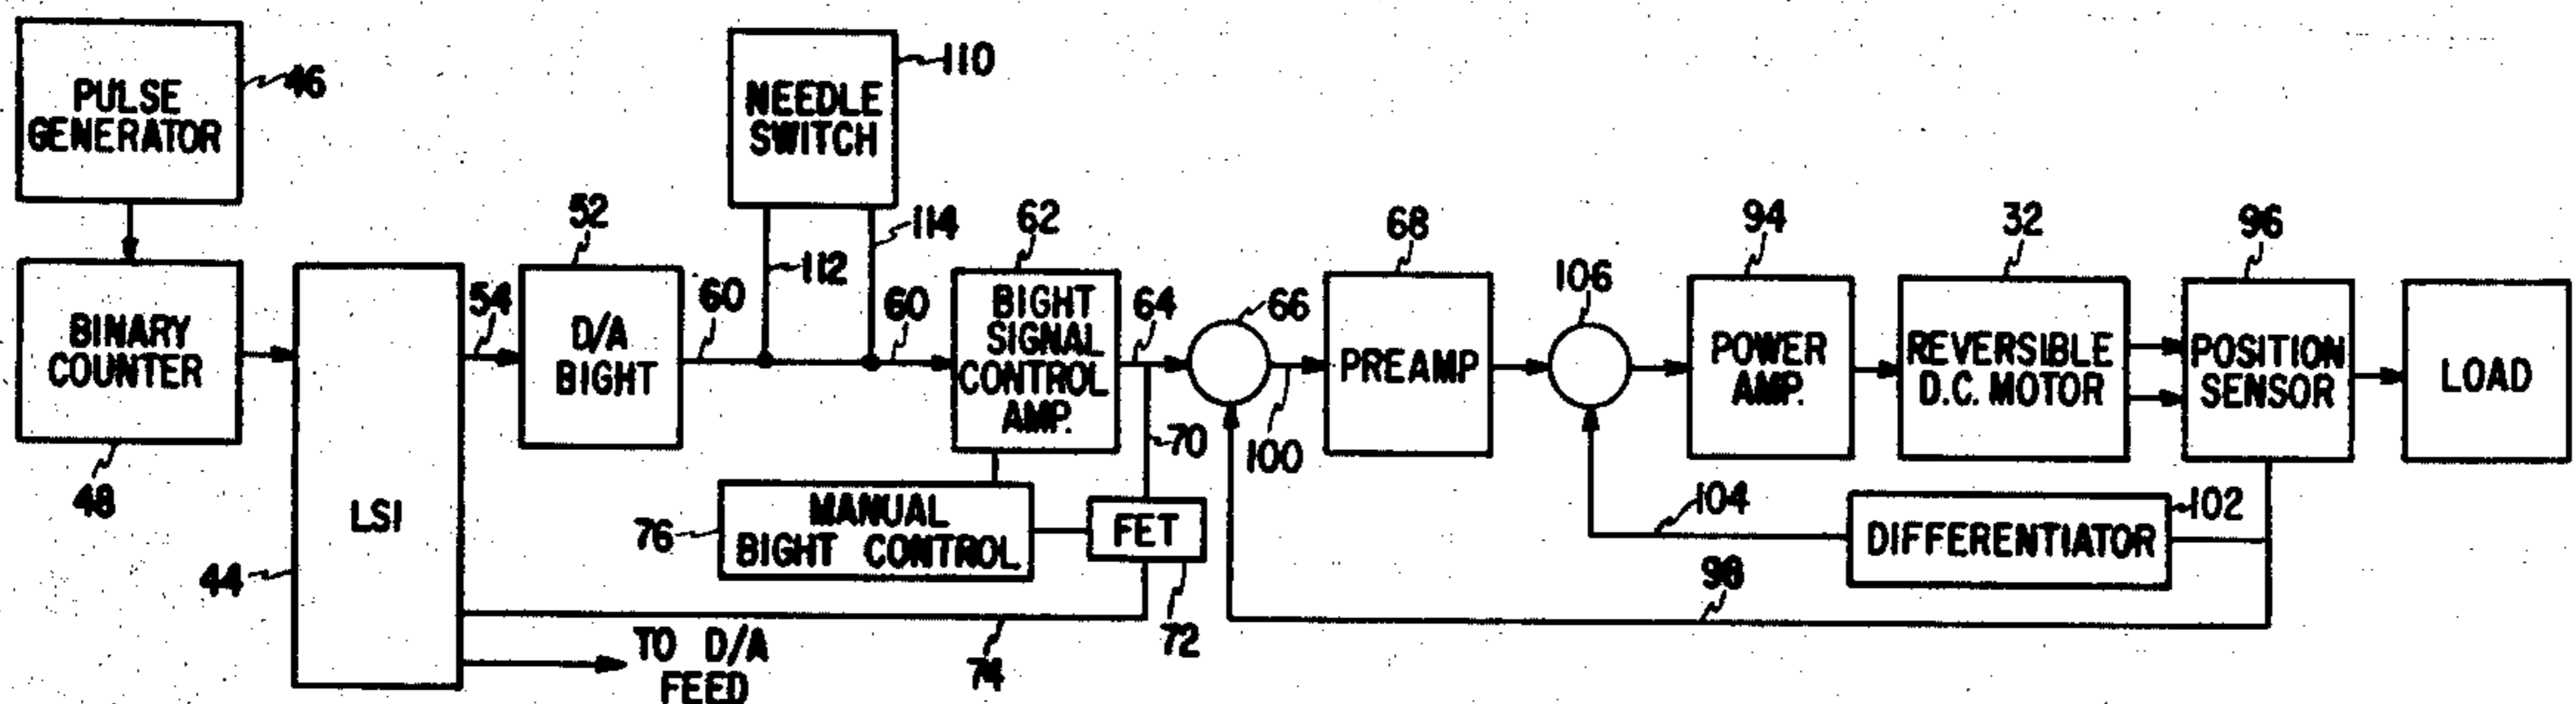 PULSE
GENERATOR
46
BINARY
COUNTER
48
LSI
44
54
52
D/A
BIGHT
60
NEEDLE
SWITCH
110
112
114
60
62
BIGHT
SIGNAL
CONTROL
AMP.
64
70
MANUAL
BIGHT CONTROL
76
FET
72
74
TO D/A
FEED
66
100
68
PREAMP
106
94
POWER
AMP.
32
REVERSIBLE
D.C. MOTOR
96
POSITION
SENSOR
LOAD
DIFFERENTIATOR
102
104
98